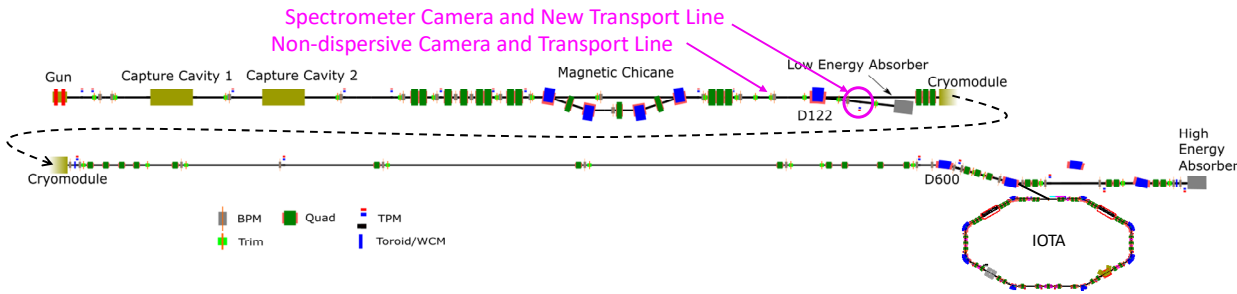 Spectrometer Camera and New Transport Line
Non-dispersive Camera and Transport Line
Low Energy Absorber
Gun
Capture Cavity 1
Capture Cavity 2
Magnetic Chicane
Cryomodule
D122
High
Energy
Absorber
Cryomodule
D600
BPM
Quad
TPM
Trim
Toroid/WCM
IOTA